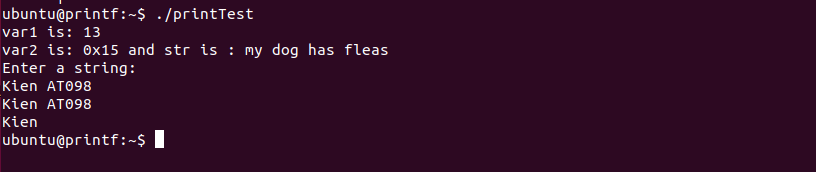 ubuntu@printf:~$ ./printTest
var1 is: 13
var2 is: 0x15 and str is : my dog has fleas
Enter a string:
Kien AT098
Kien AT098
Kien
ubuntu@printf:~$